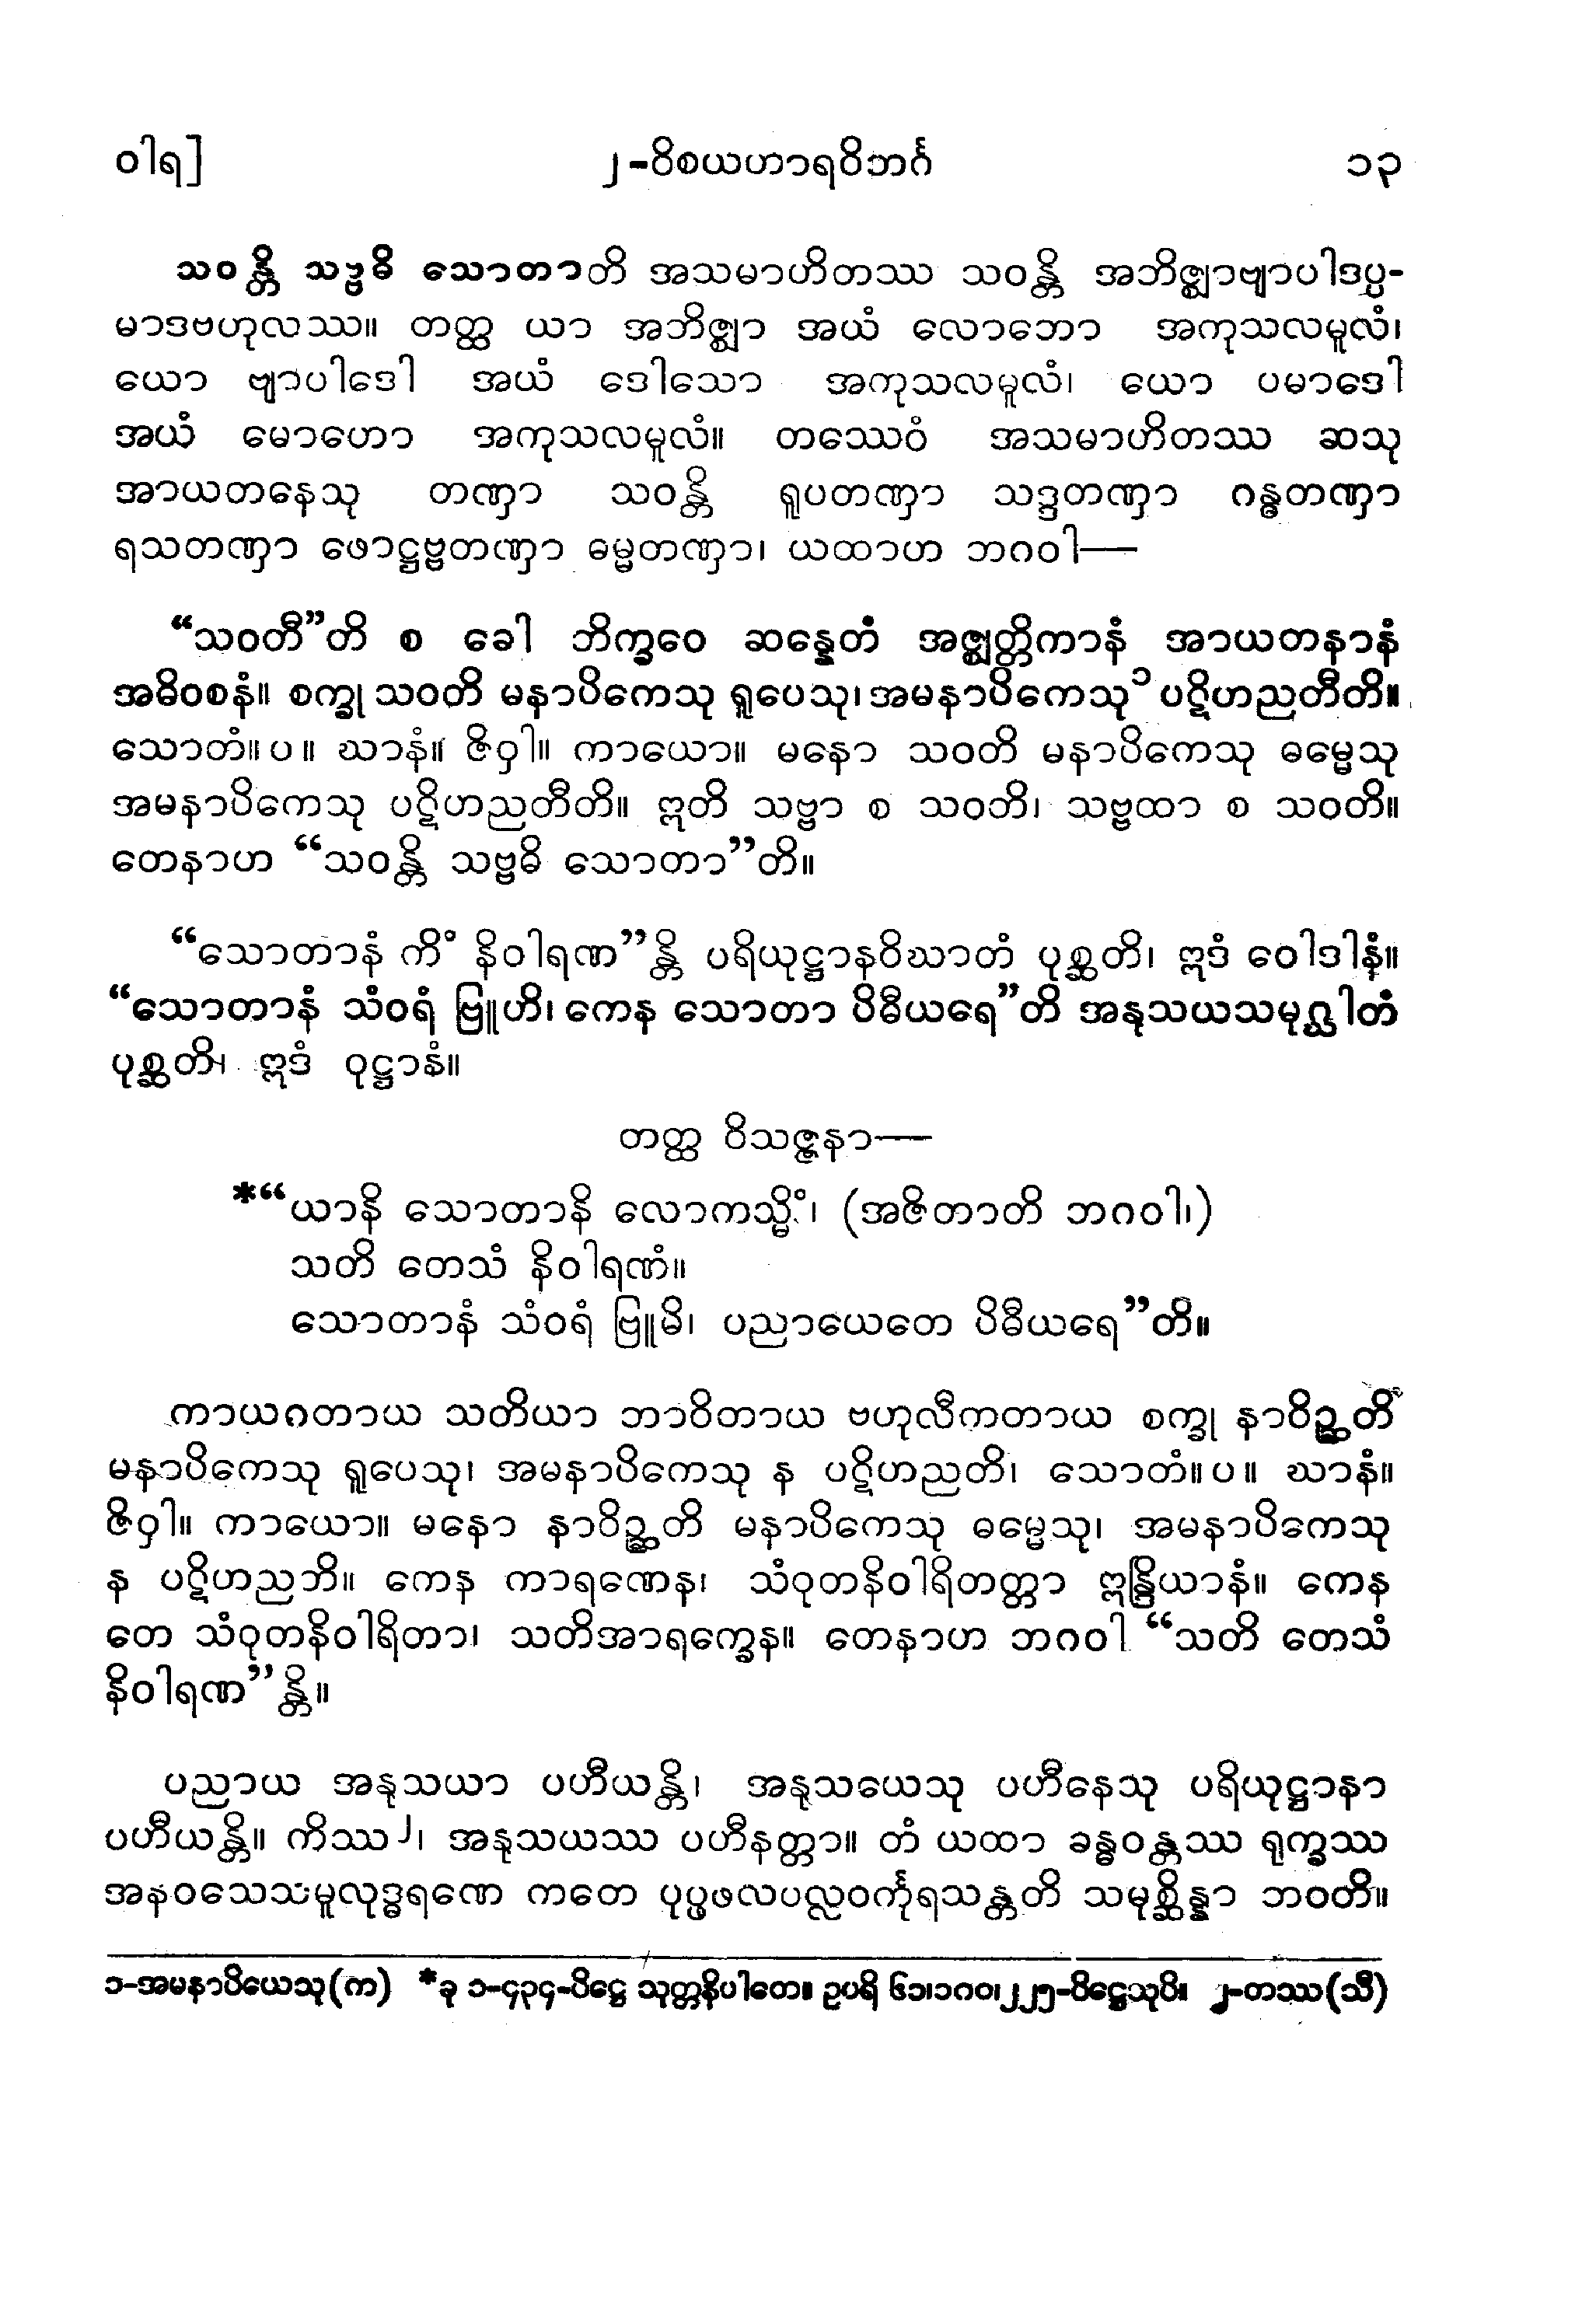 ဝါရ]
၂-ဝိစယဟာရဝိဘင်္ဂ
၁၃
သဝန္တိ သဗ္ဗဓိ သောတာတိ အသမာဟိတဿ သဝန္တိ အဘိဇ္ဈာဗျာပါဒပ္ပ-
မာဒဗဟုလဿ။ တတ္ထ ယာ အဘိဇ္ဈာ အယံ လောဘော အကုသလမူလံ၊
ယော ဗျာပါဒေါ အယံ ဒေါသော အကုသလမူလံ၊ ယော ပမာဒေါ
အယံ မောဟော အကုသလမူလံ။ တဿေဝံ အသမာဟိတဿ ဆသု
အာယတနေသု တဏှာ သဝန္တိ ရူပတဏှာ သဒ္ဒတဏှာ ဂန္ဓတဏှာ
ရသတဏှာ ဖောဋ္ဌဗ္ဗတဏှာ ဓမ္မတဏှာ၊ ယထာဟ ဘဂဝါ—
“သဝတီ”တိ စ ခေါ ဘိက္ခဝေ ဆန္နေတံ အဇ္ဈတ္တိကာနံ အာယတနာနံ
အဓိဝစနံ။ စက္ခု သဝတိ မနာပိကေသု ရူပေသု၊ အမနာပိကေသု၁ ပဋိဟညတီတိ။
သောတံ။ ပ ။ ဃာနံ။ ဇိဝှါ။ ကာယော။ မနော သဝတိ မနာပိကေသု ဓမ္မေသု
အမနာပိကေသု ပဋိဟညတီတိ။ ဣတိ သဗ္ဗာ စ သဝတိ၊ သဗ္ဗထာ စ သဝတိ။
တေနာဟ “သဝန္တိ သဗ္ဗဓိ သောတာ”တိ။
“သောတာနံ ကိံ နိဝါရဏ”န္တိ ပရိယုဋ္ဌာနဝိဃာတံ ပုစ္ဆတိ၊ ဣဒံ ဝေါဒါနံ။
“သောတာနံ သံဝရံ ဗြူဟိ၊ ကေန သောတာ ပိဓီယရေ”တိ အနုသယသမုဂ္ဃါတံ
ပုစ္ဆတိ၊ ဣဒံ ဝုဋ္ဌာနံ။
တတ္ထ ဝိသဇ္ဇနာ—
*“ယာနိ သောတာနိ လောကသ္မိံ၊ (အဇိတာတိ ဘဂဝါ၊)
သတိ တေသံ နိဝါရဏံ။
သောတာနံ သံဝရံ ဗြူမိ၊ ပညာယေတေ ပိဓီယရေ”တိ။
ကာယဂတာယ သတိယာ ဘာဝိတာယ ဗဟုလီကတာယ စက္ခု နာဝိဉ္ဆတိ
မနာပိကေသု ရူပေသု၊ အမနာပိကေသု န ပဋိဟညတိ၊ သောတံ။ ပ ။ ဃာနံ။
ဇိဝှါ။ ကာယော။ မနော နာဝိဉ္ဆတိ မနာပိကေသု ဓမ္မေသု၊ အမနာပိကေသု
န ပဋိဟညတိ။ ကေန ကာရဏေန၊ သံဝုတနိဝါရိတတ္တာ ဣန္ဒြိယာနံ။ ကေန
တေ သံဝုတနိဝါရိတာ၊ သတိအာရက္ခေန။ တေနာဟ ဘဂဝါ “သတိ တေသံ
နိဝါရဏ”န္တိ။
ပညာယ အနုသယာ ပဟီယန္တိ၊ အနုသယေသု ပဟီနေသု ပရိယုဋ္ဌာနာ
ပဟီယန္တိ။ ကိဿ၂၊ အနုသယဿ ပဟီနတ္တာ။ တံ ယထာ ခန္ဓဝန္တဿ ရုက္ခဿ
အနဝသေသမူလုဒ္ဓရဏေ ကတေ ပုပ္ဖဖလပလ္လဝင်္ကုရသန္တတိ သမုစ္ဆိန္နာ ဘဝတိ။
၁-အမနာပိယေသု(က) *ခု ၁-၄၃၄-ပိဋ္ဌေ သုတ္တနိပါတေ။ ဥပရိ ၆၁၊၁၀၀၊၂၂၅-ပိဋ္ဌေသုပိ။ ၂-တဿ(သီ)